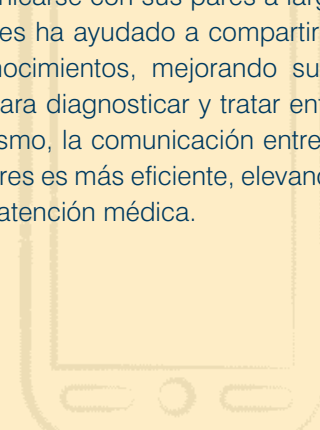 nicarse con sus pares a larg
es ha ayudado a compartir
nocimientos, mejorando su
ara diagnosticar y tratar ent
smo, la comunicación entre
res es más eficiente, elevand
atención médica.